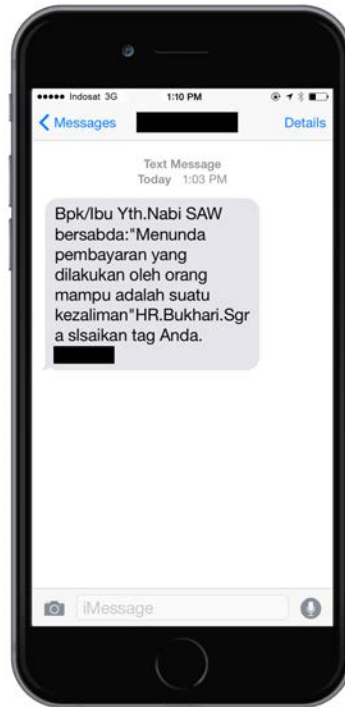 Indosat 3G 1:10 PM
Messages Details
Text Message
Today 1:03 PM
Bpk/Ibu Yth.Nabi SAW
bersabda:"Menunda
pembayaran yang
dilakukan oleh orang
mampu adalah suatu
kezaliman"HR.Bukhari.Sgr
a slsaikan tag Anda.
iMessage